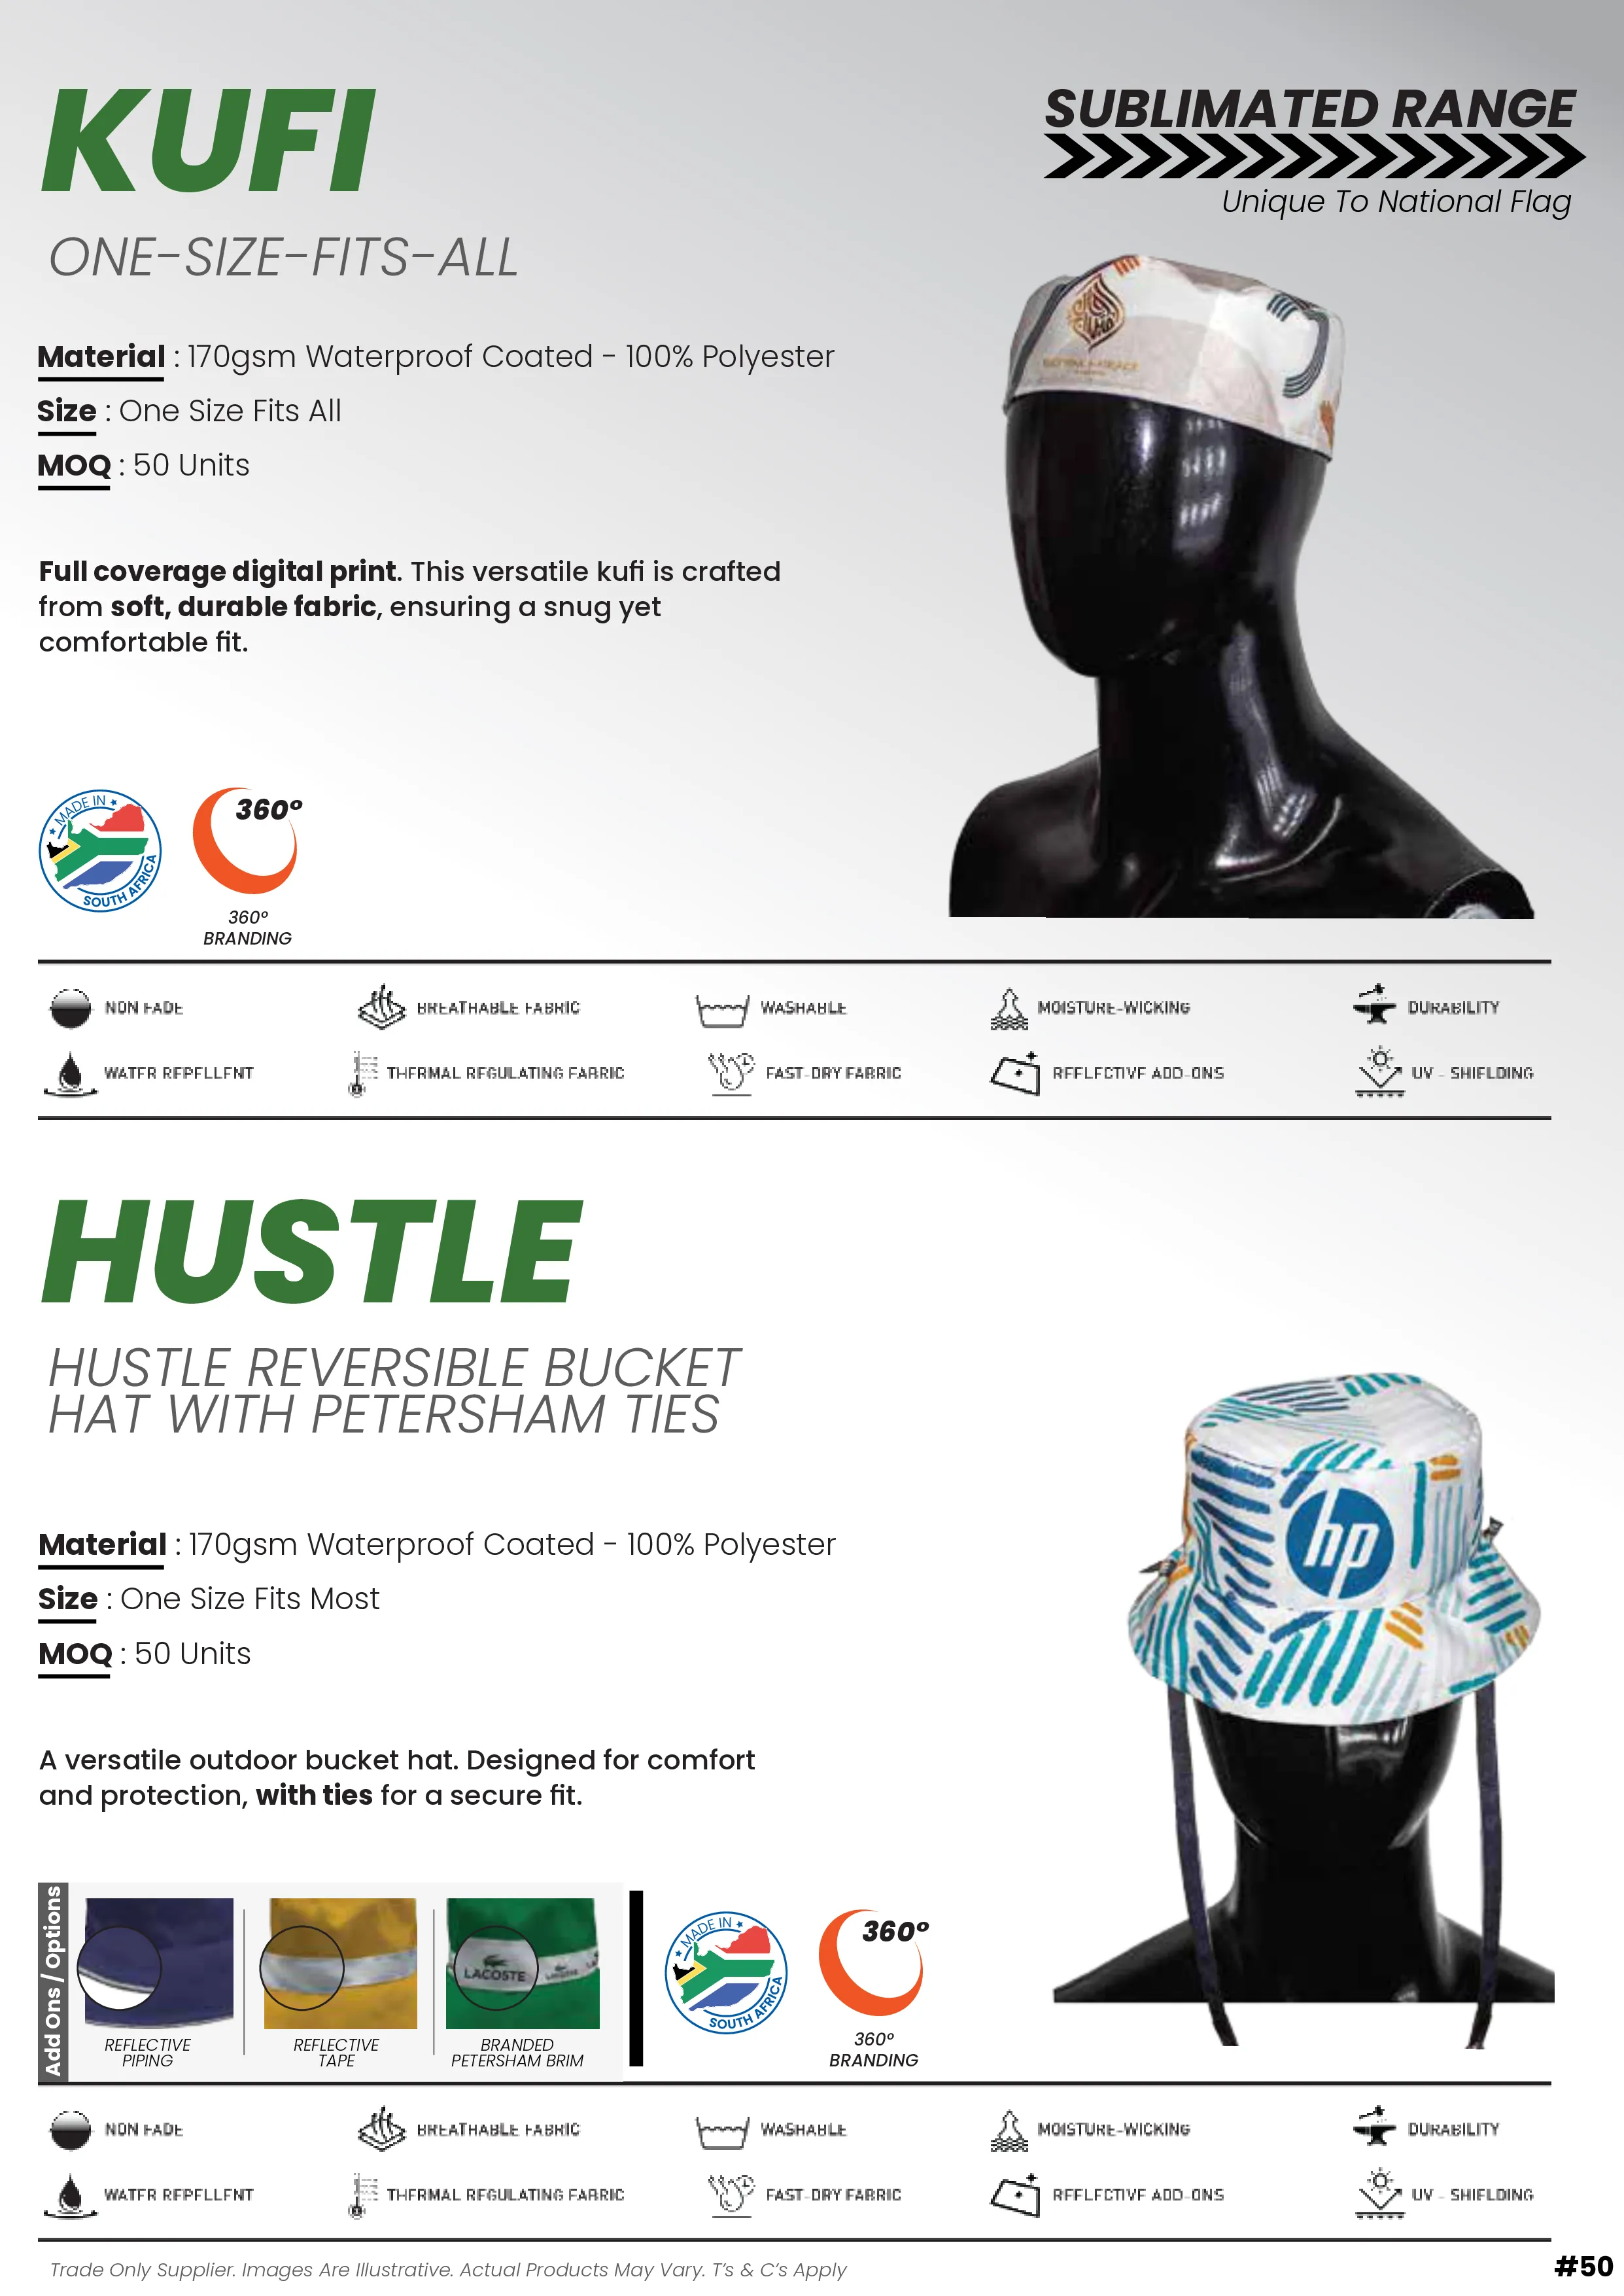 KUFI
SUBLIMATED RANGE
Unique To National Flag
ONE-SIZE-FITS-ALL
Material : 170gsm Waterproof Coated - 100% Polyester
Size : One Size Fits All
MOQ : 50 Units
Full coverage digital print. This versatile kufi is crafted
from soft, durable fabric, ensuring a snug yet
comfortable fit.
MADE IN
SOUTH AFRICA
360º
360º
BRANDING
NON FADE
BREATHABLE FABRIC
WASHABLE
MOISTURE-WICKING
DURABILITY
WATER REPELLENT
THERMAL REGULATING FABRIC
FAST-DRY FABRIC
REFLECTIVE ADD-ONS
UV - SHIELDING
HUSTLE
HUSTLE REVERSIBLE BUCKET
HAT WITH PETERSHAM TIES
hp
Material : 170gsm Waterproof Coated - 100% Polyester
Size : One Size Fits Most
MOQ : 50 Units
A versatile outdoor bucket hat. Designed for comfort
and protection, with ties for a secure fit.
Add Ons / Options
REFLECTIVE
PIPING
REFLECTIVE
TAPE
LACOSTE
BRANDED
PETERSHAM BRIM
MADE IN
SOUTH AFRICA
360º
360º
BRANDING
NON FADE
BREATHABLE FABRIC
WASHABLE
MOISTURE-WICKING
DURABILITY
WATER REPELLENT
THERMAL REGULATING FABRIC
FAST-DRY FABRIC
REFLECTIVE ADD-ONS
UV - SHIELDING
Trade Only Supplier. Images Are Illustrative. Actual Products May Vary. T's & C's Apply
#50